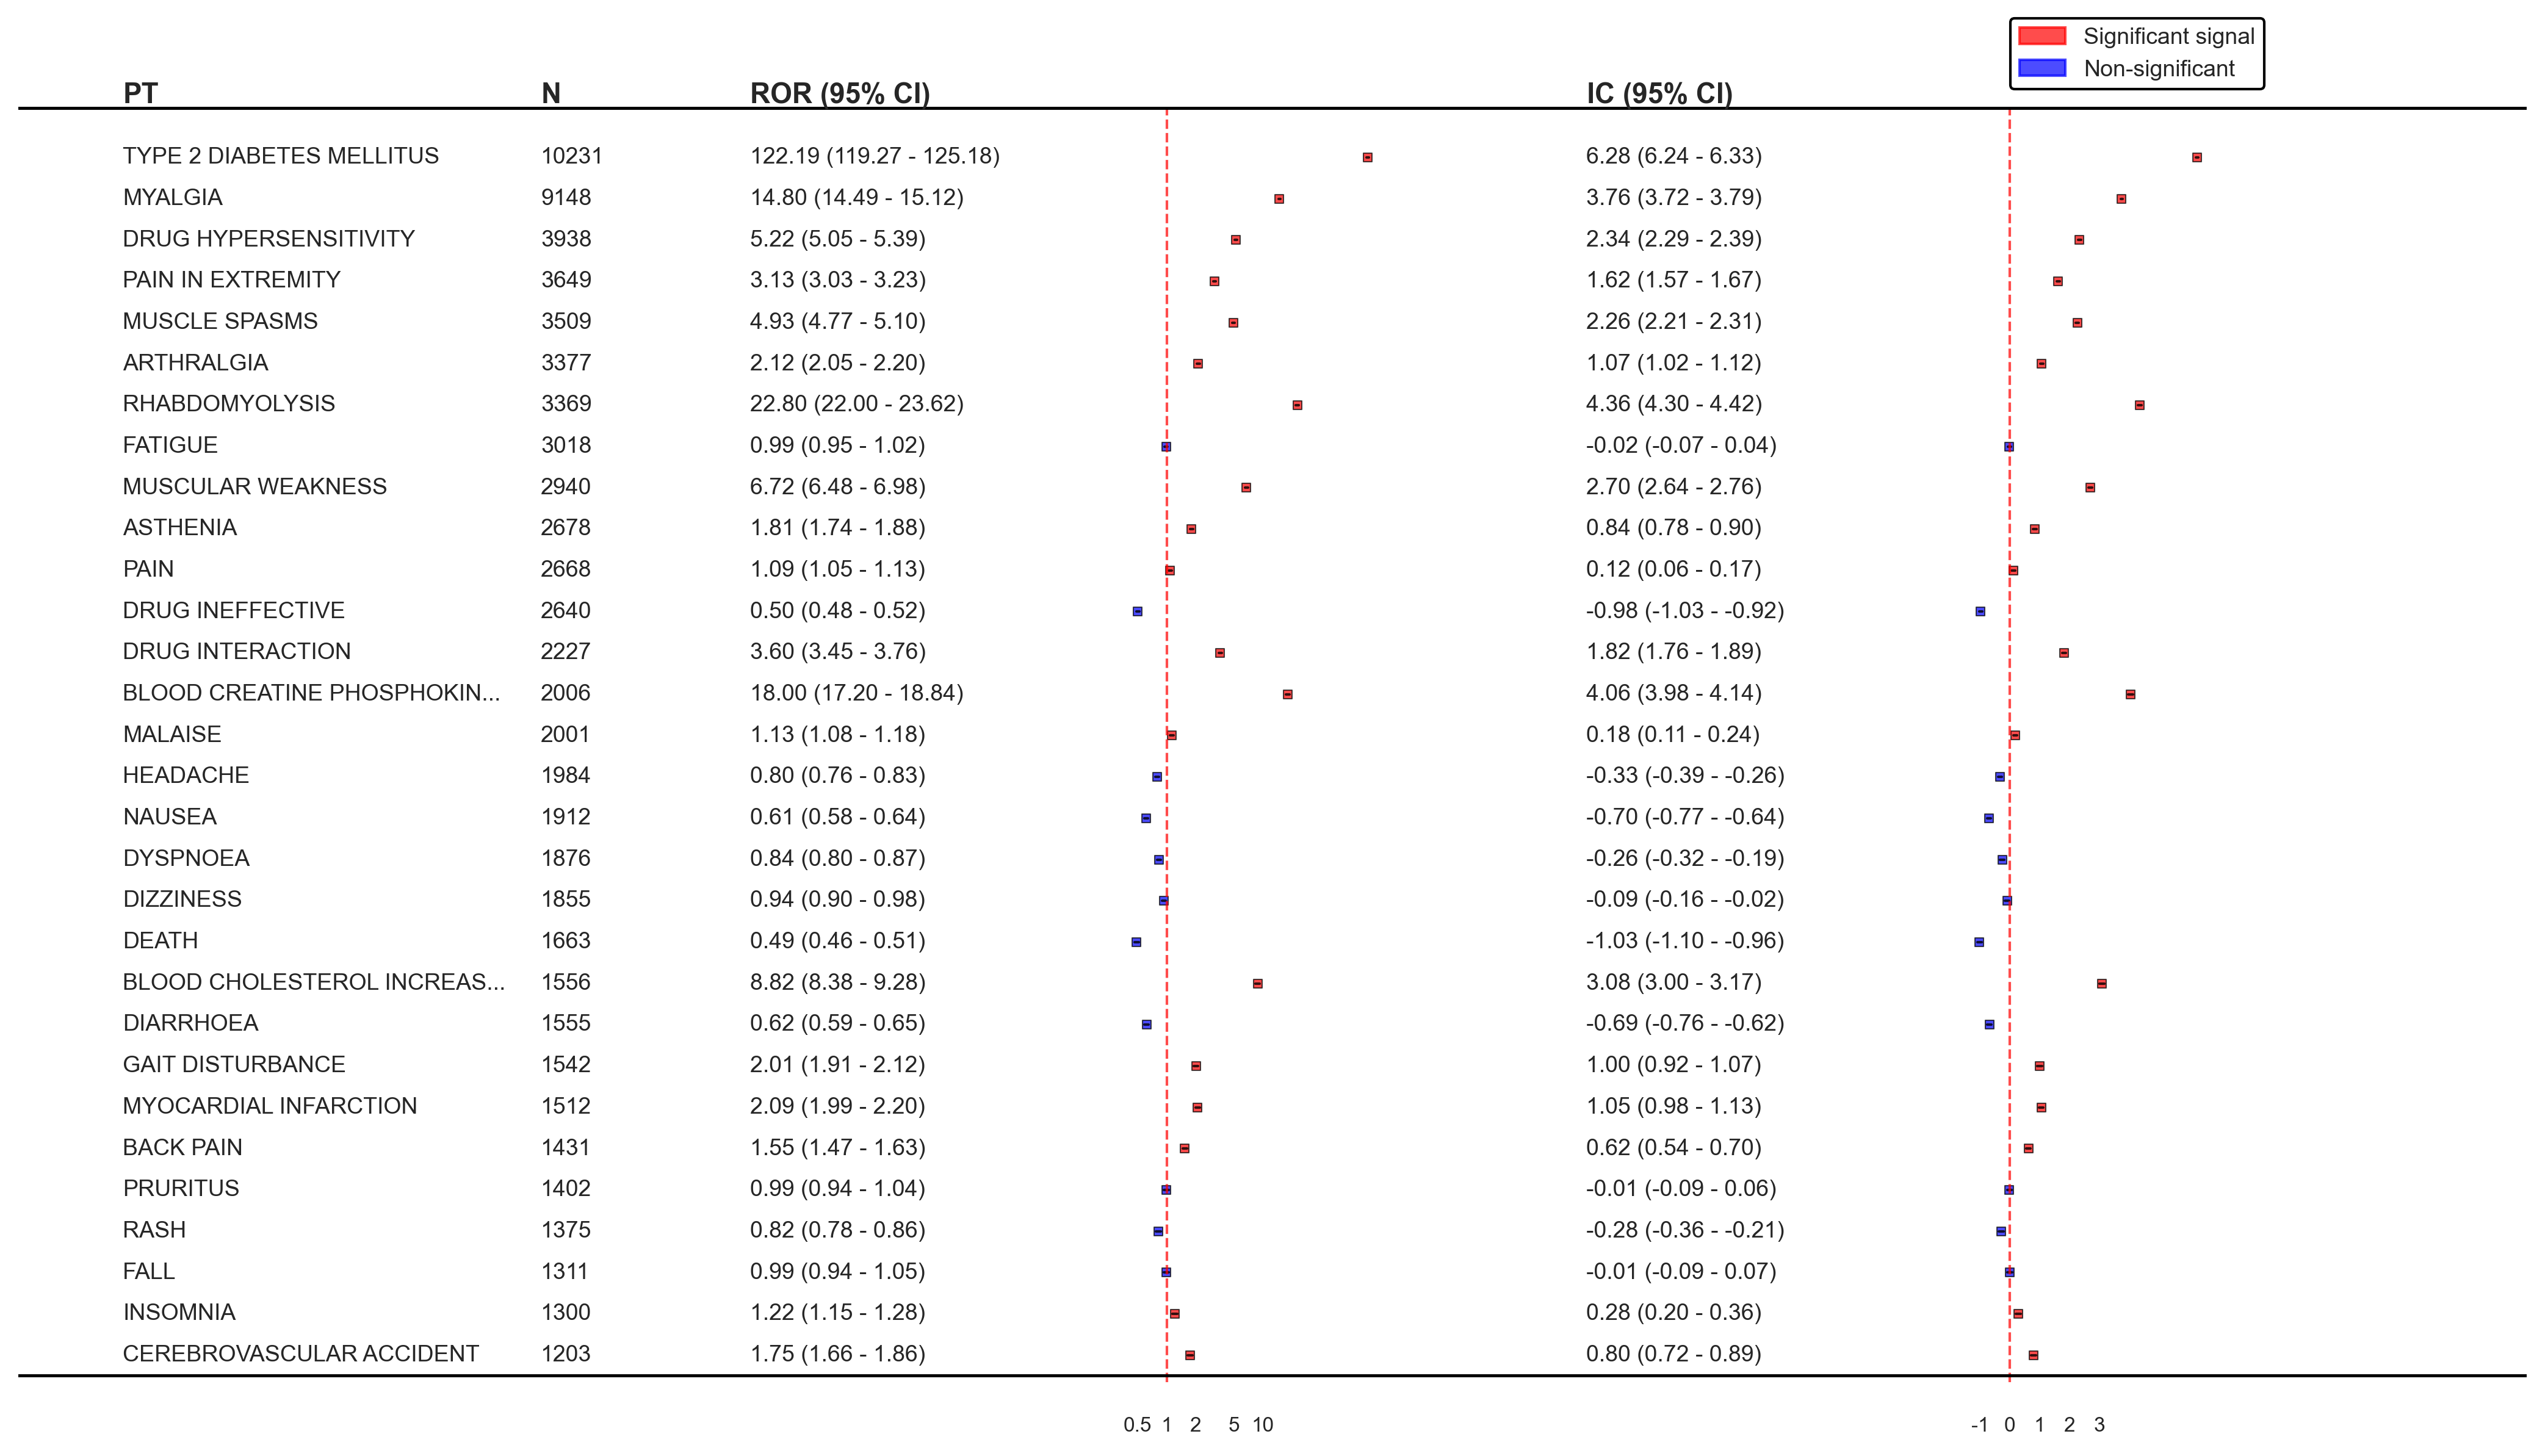 Significant signal
Non-significant
PT N ROR (95% CI) IC (95% CI)
TYPE 2 DIABETES MELLITUS 10231 122.19 (119.27 - 125.18) 6.28 (6.24 - 6.33)
MYALGIA 9148 14.80 (14.49 - 15.12) 3.76 (3.72 - 3.79)
DRUG HYPERSENSITIVITY 3938 5.22 (5.05 - 5.39) 2.34 (2.29 - 2.39)
PAIN IN EXTREMITY 3649 3.13 (3.03 - 3.23) 1.62 (1.57 - 1.67)
MUSCLE SPASMS 3509 4.93 (4.77 - 5.10) 2.26 (2.21 - 2.31)
ARTHRALGIA 3377 2.12 (2.05 - 2.20) 1.07 (1.02 - 1.12)
RHABDOMYOLYSIS 3369 22.80 (22.00 - 23.62) 4.36 (4.30 - 4.42)
FATIGUE 3018 0.99 (0.95 - 1.02) -0.02 (-0.07 - 0.04)
MUSCULAR WEAKNESS 2940 6.72 (6.48 - 6.98) 2.70 (2.64 - 2.76)
ASTHENIA 2678 1.81 (1.74 - 1.88) 0.84 (0.78 - 0.90)
PAIN 2668 1.09 (1.05 - 1.13) 0.12 (0.06 - 0.17)
DRUG INEFFECTIVE 2640 0.50 (0.48 - 0.52) -0.98 (-1.03 - -0.92)
DRUG INTERACTION 2227 3.60 (3.45 - 3.76) 1.82 (1.76 - 1.89)
BLOOD CREATINE PHOSPHOKIN... 2006 18.00 (17.20 - 18.84) 4.06 (3.98 - 4.14)
MALAISE 2001 1.13 (1.08 - 1.18) 0.18 (0.11 - 0.24)
HEADACHE 1984 0.80 (0.76 - 0.83) -0.33 (-0.39 - -0.26)
NAUSEA 1912 0.61 (0.58 - 0.64) -0.70 (-0.77 - -0.64)
DYSPNOEA 1876 0.84 (0.80 - 0.87) -0.26 (-0.32 - -0.19)
DIZZINESS 1855 0.94 (0.90 - 0.98) -0.09 (-0.16 - -0.02)
DEATH 1663 0.49 (0.46 - 0.51) -1.03 (-1.10 - -0.96)
BLOOD CHOLESTEROL INCREAS... 1556 8.82 (8.38 - 9.28) 3.08 (3.00 - 3.17)
DIARRHOEA 1555 0.62 (0.59 - 0.65) -0.69 (-0.76 - -0.62)
GAIT DISTURBANCE 1542 2.01 (1.91 - 2.12) 1.00 (0.92 - 1.07)
MYOCARDIAL INFARCTION 1512 2.09 (1.99 - 2.20) 1.05 (0.98 - 1.13)
BACK PAIN 1431 1.55 (1.47 - 1.63) 0.62 (0.54 - 0.70)
PRURITUS 1402 0.99 (0.94 - 1.04) -0.01 (-0.09 - 0.06)
RASH 1375 0.82 (0.78 - 0.86) -0.28 (-0.36 - -0.21)
FALL 1311 0.99 (0.94 - 1.05) -0.01 (-0.09 - 0.07)
INSOMNIA 1300 1.22 (1.15 - 1.28) 0.28 (0.20 - 0.36)
CEREBROVASCULAR ACCIDENT 1203 1.75 (1.66 - 1.86) 0.80 (0.72 - 0.89)
0.5 1 2 5 10 -1 0 1 2 3